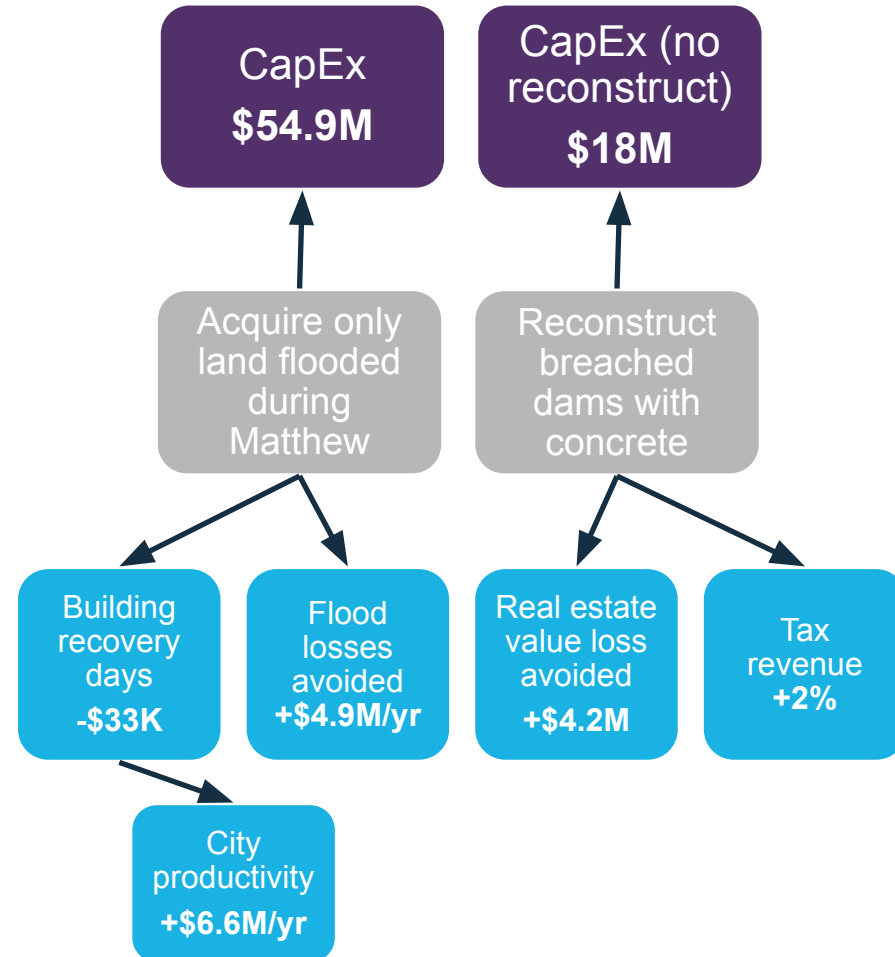 CapEx
$54.9M
CapEx (no
reconstruct)
$18M
Acquire only
land flooded
during
Matthew
Reconstruct
breached
dams with
concrete
Building
recovery
days
-$33K
Flood
losses
avoided
+$4.9M/yr
Real estate
value loss
avoided
+$4.2M
Tax
revenue
+2%
City
productivity
+$6.6M/yr